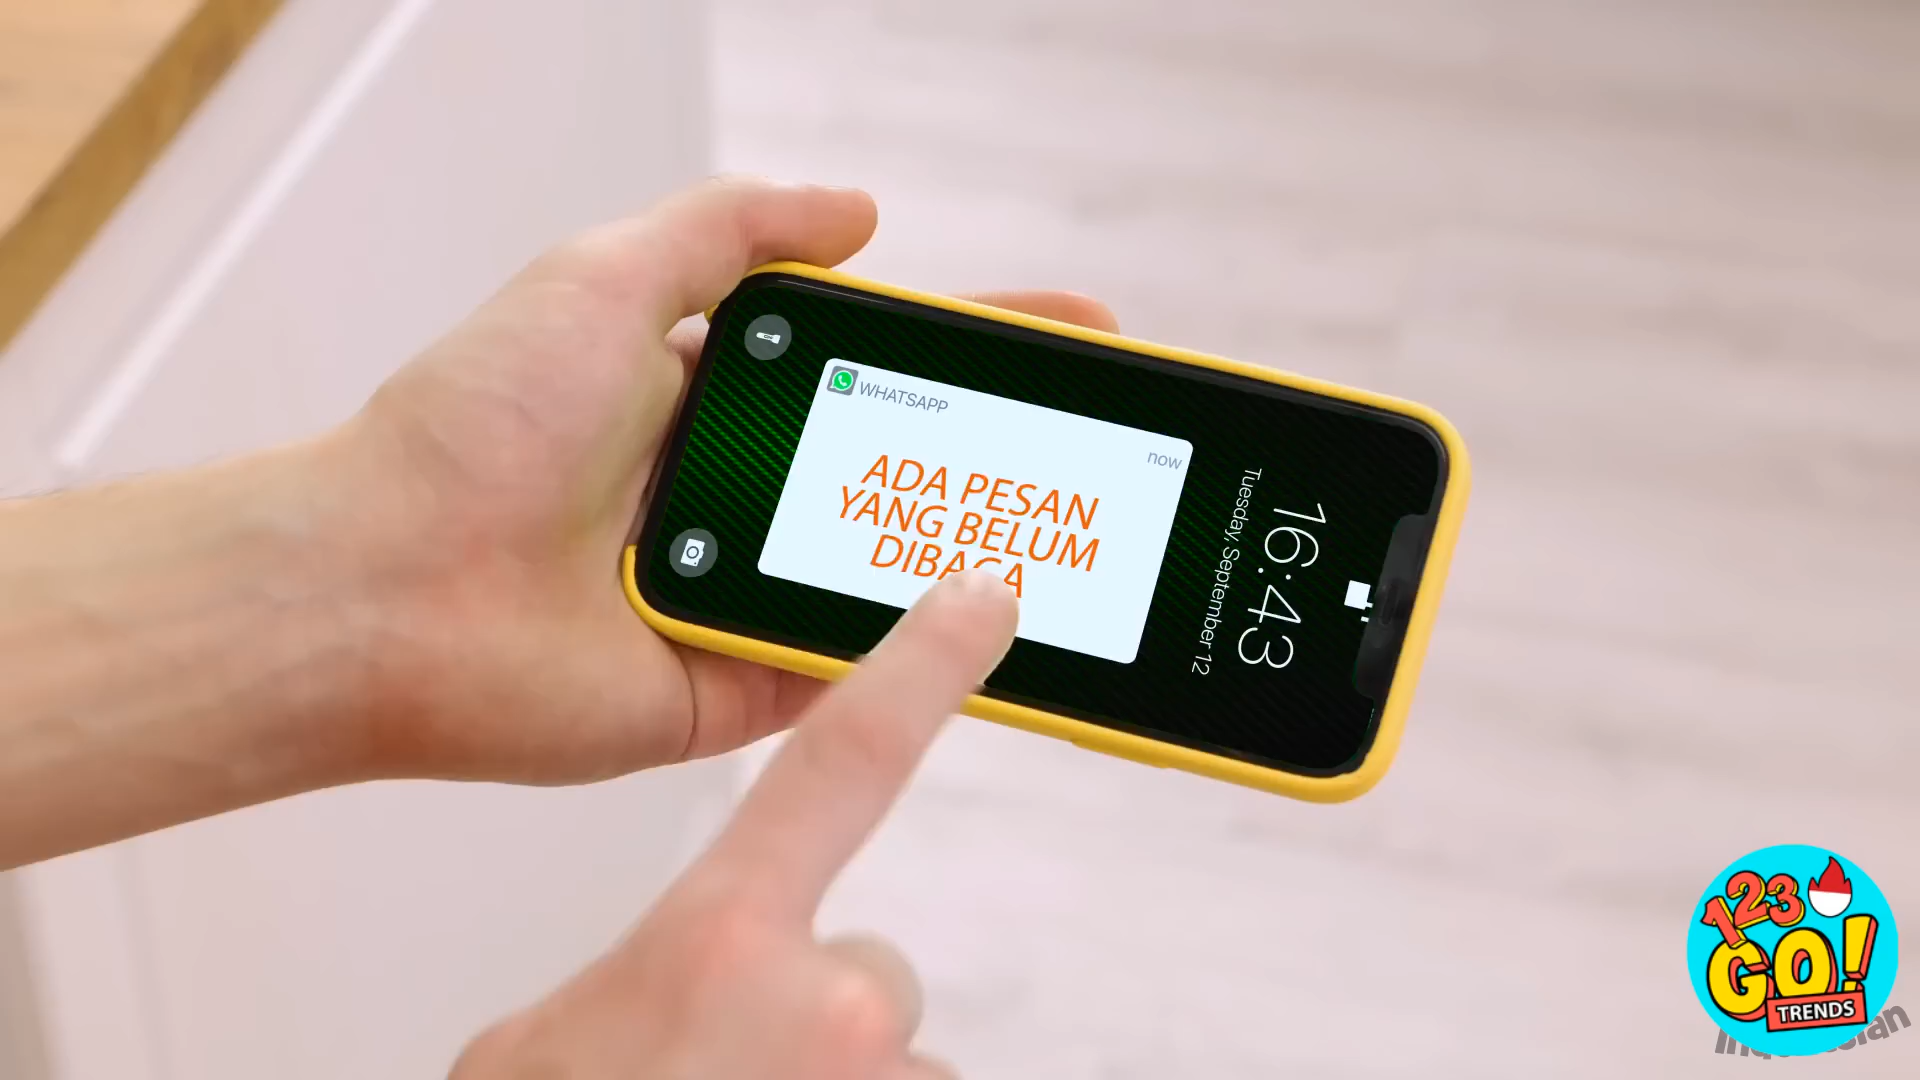 WHATSAPP
now
ADA PESAN
YANG BELUM
DIBACA
Tuesday, September 12
16:43
123
GO!
TRENDS